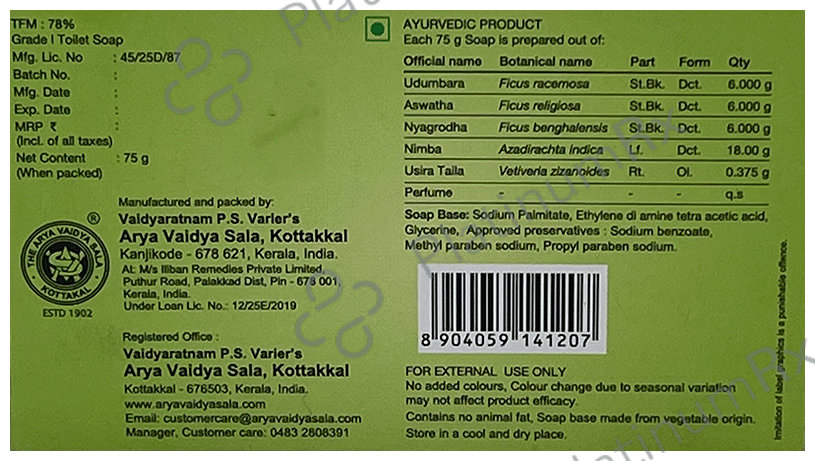 TFM : 78%
Grade I Toilet Soap
Mfg. Lic. No : 45/25D/87
Batch No. :
Mfg. Date :
Exp. Date :
MRP ₹ :
(Incl. of all taxes)
Net Content : 75 g
(When packed)
Manufactured and packed by:
Vaidyaratnam P.S. Varier's
Arya Vaidya Sala, Kottakkal
Kanjikode - 678 621, Kerala, India.
At: M/s Iliban Remedies Private Limited,
Puthur Road, Palakkad Dist, Pin - 678 001,
Kerala, India.
Under Loan Lic. No.: 12/25E/2019
®
THE ARYA VAIDYA SALA
KOTTAKAL
ESTD 1902
Registered Office :
Vaidyaratnam P.S. Varier's
Arya Vaidya Sala, Kottakkal
Kottakkal - 676503, Kerala, India.
www.aryavaidyasala.com
Email: customercare@aryavaidyasala.com
Manager, Customer care: 0483 2808391
AYURVEDIC PRODUCT
Each 75 g Soap is prepared out of:
Official name Botanical name Part Form Qty
Udumbara Ficus racemosa St.Bk. Dct. 6.000 g
Aswatha Ficus religiosa St.Bk. Dct. 6.000 g
Nyagrodha Ficus benghalensis St.Bk. Dct. 6.000 g
Nimba Azadirachta indica Lf. Dct. 18.00 g
Usira Taila Vetiveria zizanoides Rt. Ol. 0.375 g
Perfume - - - q.s
Soap Base: Sodium Palmitate, Ethylene di amine tetra acetic acid,
Glycerine, Approved preservatives : Sodium benzoate,
Methyl paraben sodium, Propyl paraben sodium.
8 904059 141207
FOR EXTERNAL USE ONLY
No added colours, Colour change due to seasonal variation
may not affect product efficacy.
Contains no animal fat, Soap base made from vegetable origin.
Store in a cool and dry place.
Imitation of label graphics is a punishable offence.
PlatinumRx
PlatinumRx
PlatinumRx